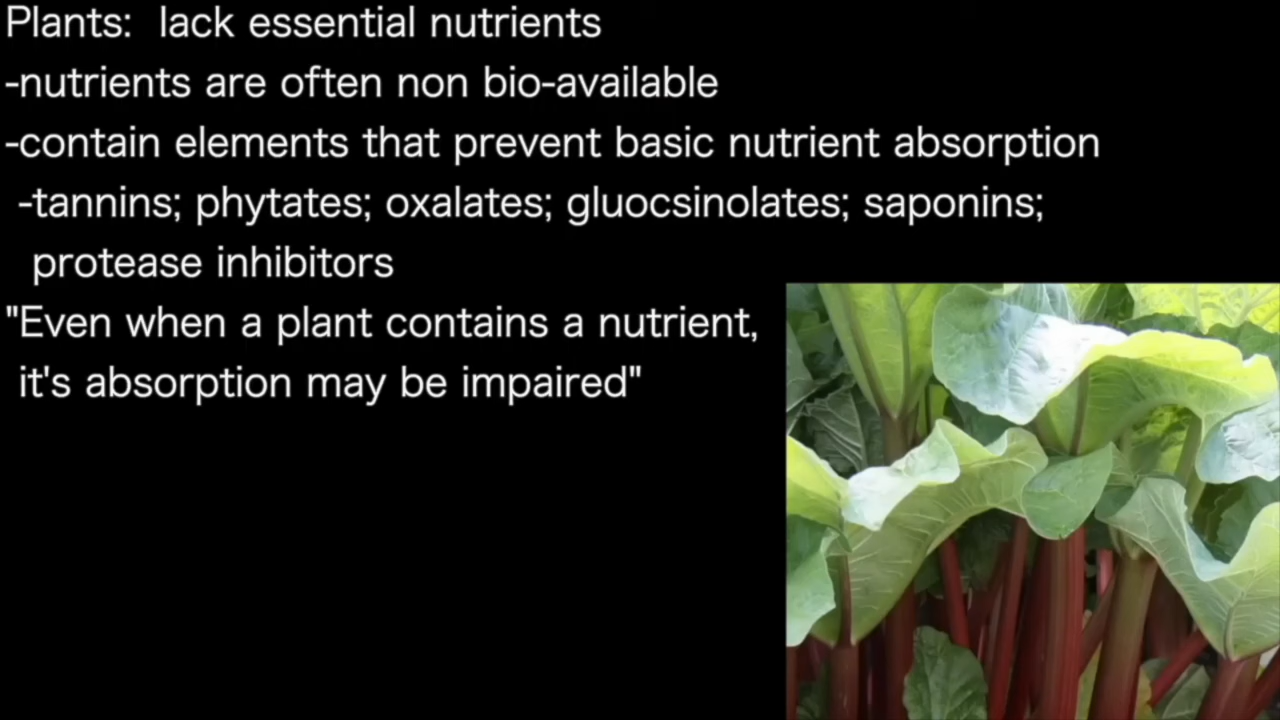 Plants:  lack essential nutrients
-nutrients are often non bio-available
-contain elements that prevent basic nutrient absorption
-tannins; phytates; oxalates; gluocsinolates; saponins;
protease inhibitors
"Even when a plant contains a nutrient,
it's absorption may be impaired"